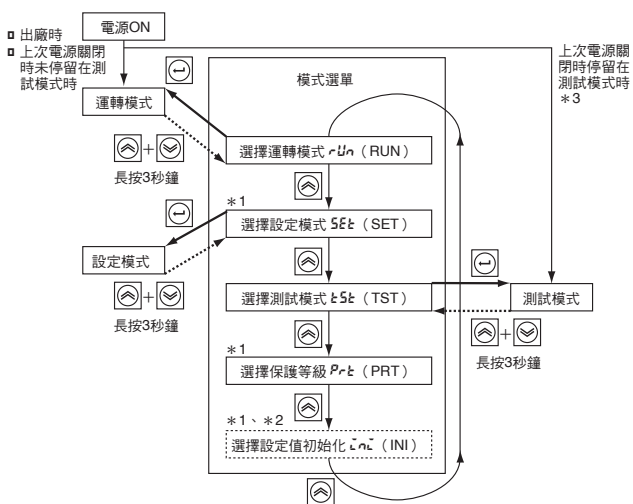 電源ON
¤ 出廠時
¤ 上次電源關閉
時未停留在測
試模式時
上次電源關
閉時停留在
測試模式時
＊3
模式選單
運轉模式
選擇運轉模式 rUn（RUN）
＋
長按3秒鐘
＊1
選擇設定模式 SEt（SET）
設定模式
＋
長按3秒鐘
選擇測試模式 tSt（TST）
測試模式
＋
長按3秒鐘
＊1
選擇保護等級 Prt（PRT）
＊1、＊2
選擇設定值初始化 ini（INI）